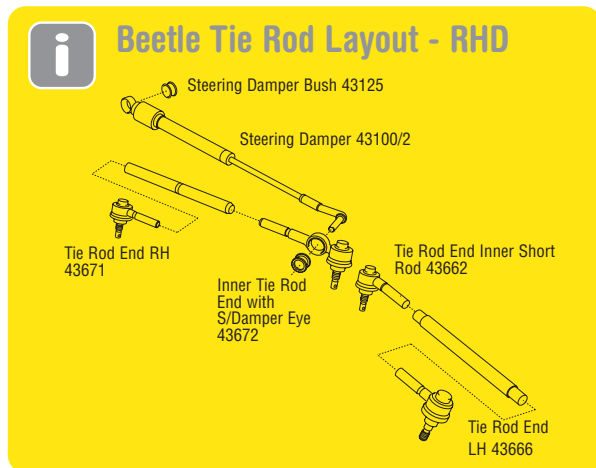 i
Beetle Tie Rod Layout - RHD
Steering Damper Bush 43125
Steering Damper 43100/2
Tie Rod End RH
43671
Inner Tie Rod
End with
S/Damper Eye
43672
Tie Rod End Inner Short
Rod 43662
Tie Rod End
LH 43666